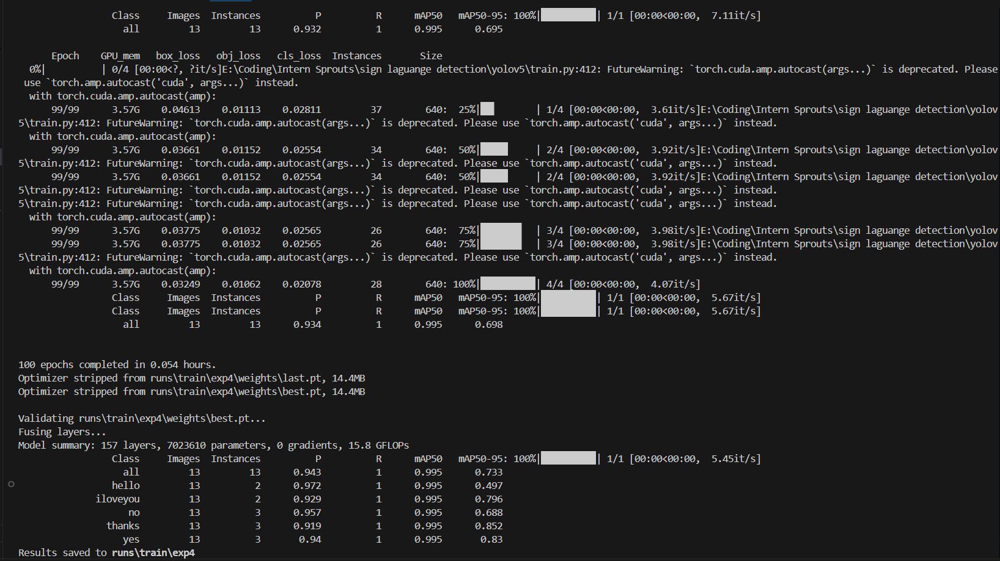 Class Images Instances P R mAP50 mAP50-95: 100%|██████████| 1/1 [00:00<00:00, 7.11it/s]
all 13 13 0.932 1 0.995 0.695
Epoch GPU_mem box_loss obj_loss cls_loss Instances Size
0%| | 0/4 [00:00<?, ?it/s]E:\Coding\Intern Sprouts\sign laguange detection\yolov5\train.py:412: FutureWarning: `torch.cuda.amp.autocast(args...)` is deprecated. Please
use `torch.amp.autocast('cuda', args...)` instead.
with torch.cuda.amp.autocast(amp):
99/99 3.57G 0.04613 0.01113 0.02811 37 640: 25%|██▌ | 1/4 [00:00<00:00, 3.61it/s]E:\Coding\Intern Sprouts\sign laguange detection\yolov
5\train.py:412: FutureWarning: `torch.cuda.amp.autocast(args...)` is deprecated. Please use `torch.amp.autocast('cuda', args...)` instead.
with torch.cuda.amp.autocast(amp):
99/99 3.57G 0.03661 0.01152 0.02554 34 640: 50%|█████ | 2/4 [00:00<00:00, 3.92it/s]E:\Coding\Intern Sprouts\sign laguange detection\yolov
5\train.py:412: FutureWarning: `torch.cuda.amp.autocast(args...)` is deprecated. Please use `torch.amp.autocast('cuda', args...)` instead.
99/99 3.57G 0.03661 0.01152 0.02554 34 640: 50%|█████ | 2/4 [00:00<00:00, 3.92it/s]E:\Coding\Intern Sprouts\sign laguange detection\yolov
5\train.py:412: FutureWarning: `torch.cuda.amp.autocast(args...)` is deprecated. Please use `torch.amp.autocast('cuda', args...)` instead.
5\train.py:412: FutureWarning: `torch.cuda.amp.autocast(args...)` is deprecated. Please use `torch.amp.autocast('cuda', args...)` instead.
with torch.cuda.amp.autocast(amp):
99/99 3.57G 0.03775 0.01032 0.02565 26 640: 75%|███████▌ | 3/4 [00:00<00:00, 3.98it/s]E:\Coding\Intern Sprouts\sign laguange detection\yolov
99/99 3.57G 0.03775 0.01032 0.02565 26 640: 75%|███████▌ | 3/4 [00:00<00:00, 3.98it/s]E:\Coding\Intern Sprouts\sign laguange detection\yolov
5\train.py:412: FutureWarning: `torch.cuda.amp.autocast(args...)` is deprecated. Please use `torch.amp.autocast('cuda', args...)` instead.
with torch.cuda.amp.autocast(amp):
99/99 3.57G 0.03249 0.01062 0.02078 28 640: 100%|██████████| 4/4 [00:00<00:00, 4.07it/s]
Class Images Instances P R mAP50 mAP50-95: 100%|██████████| 1/1 [00:00<00:00, 5.67it/s]
Class Images Instances P R mAP50 mAP50-95: 100%|██████████| 1/1 [00:00<00:00, 5.67it/s]
all 13 13 0.934 1 0.995 0.698
100 epochs completed in 0.054 hours.
Optimizer stripped from runs\train\exp4\weights\last.pt, 14.4MB
Optimizer stripped from runs\train\exp4\weights\best.pt, 14.4MB
Validating runs\train\exp4\weights\best.pt...
Fusing layers...
Model summary: 157 layers, 7023610 parameters, 0 gradients, 15.8 GFLOPs
Class Images Instances P R mAP50 mAP50-95: 100%|██████████| 1/1 [00:00<00:00, 5.45it/s]
all 13 13 0.943 1 0.995 0.733
hello 13 2 0.972 1 0.995 0.497
iloveyou 13 2 0.929 1 0.995 0.796
no 13 3 0.957 1 0.995 0.688
thanks 13 3 0.919 1 0.995 0.852
yes 13 3 0.94 1 0.995 0.83
Results saved to runs\train\exp4